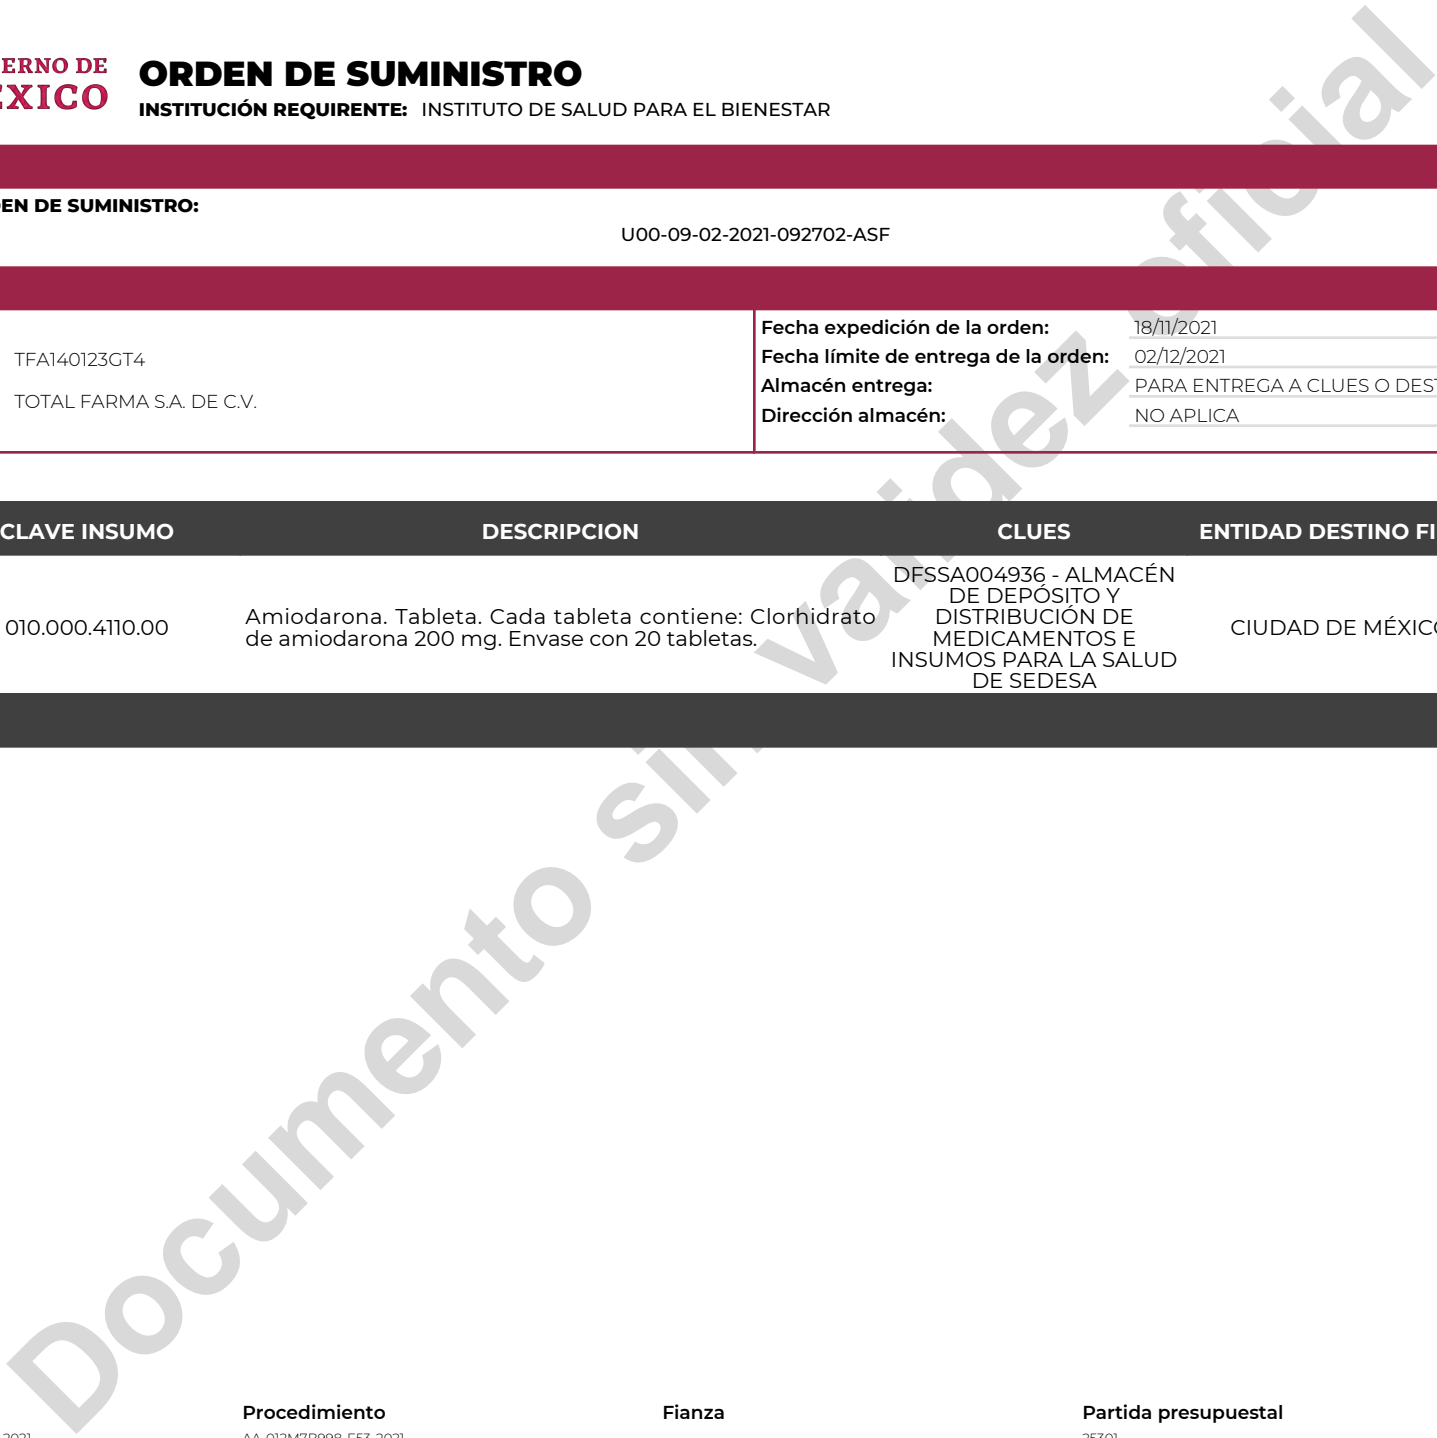 ERNO DE
ÉXICO
ORDEN DE SUMINISTRO
INSTITUCIÓN REQUIRENTE: INSTITUTO DE SALUD PARA EL BIENESTAR
EN DE SUMINISTRO:
U00-09-02-2021-092702-ASF
TFA140123GT4
TOTAL FARMA S.A. DE C.V.
Fecha expedición de la orden: 18/11/2021
Fecha límite de entrega de la orden: 02/12/2021
Almacén entrega: PARA ENTREGA A CLUES O DEST
Dirección almacén: NO APLICA
CLAVE INSUMO DESCRIPCION CLUES ENTIDAD DESTINO FI
010.000.4110.00
Amiodarona. Tableta. Cada tableta contiene: Clorhidrato
de amiodarona 200 mg. Envase con 20 tabletas.
DFSSA004936 - ALMACÉN
DE DEPÓSITO Y
DISTRIBUCIÓN DE
MEDICAMENTOS E
INSUMOS PARA LA SALUD
DE SEDESA
CIUDAD DE MÉXICO
Documento sin validez oficial
Procedimiento Fianza Partida presupuestal